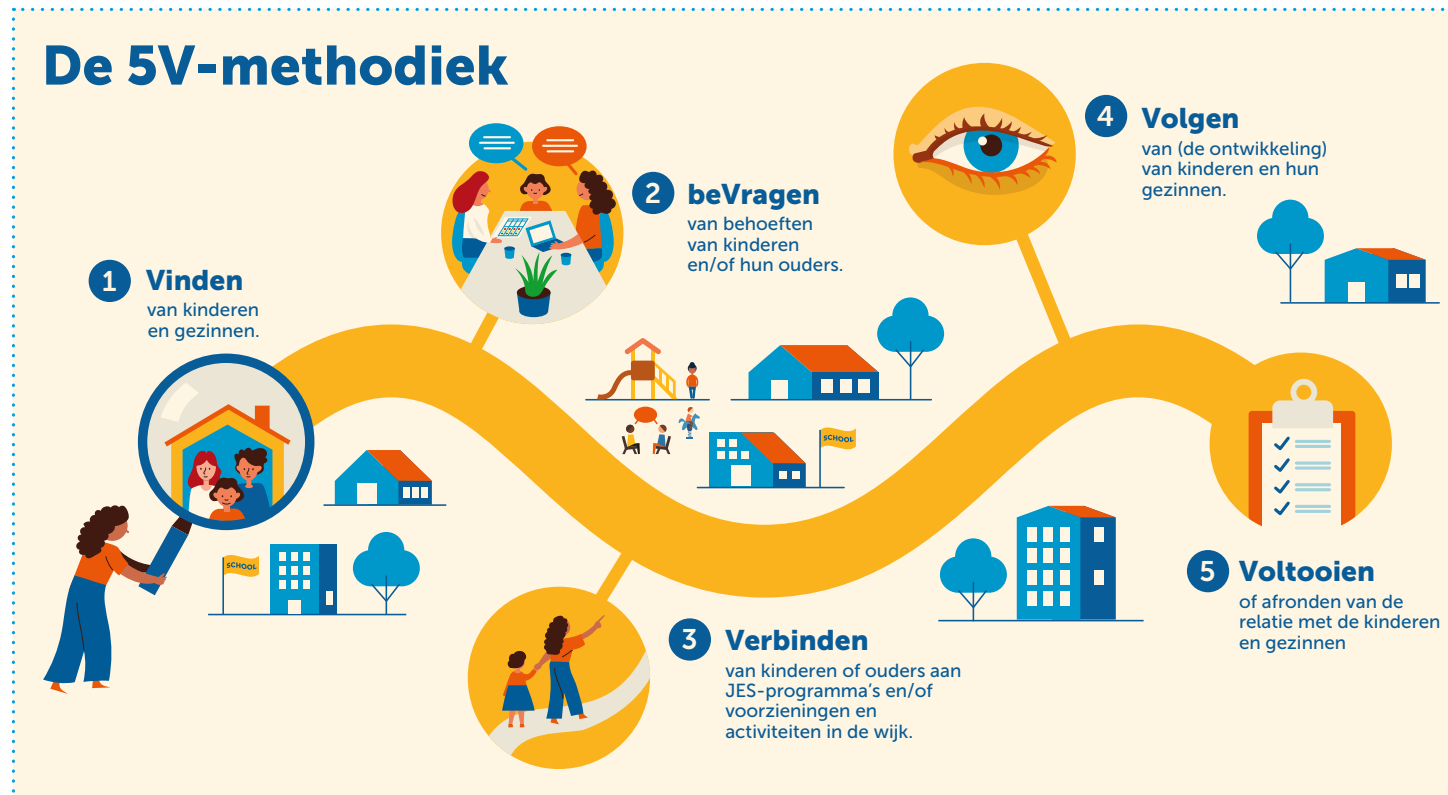 De 5V-methodiek
1
Vinden
van kinderen
en gezinnen.
2
beVragen
van behoeften
van kinderen
en/of hun ouders.
3
Verbinden
van kinderen of ouders aan
JES-programma's en/of
voorzieningen en
activiteiten in de wijk.
4
Volgen
van (de ontwikkeling)
van kinderen en hun
gezinnen.
5
Voltooien
of afronden van de
relatie met de kinderen
en gezinnen
SCHOOL
SCHOOL